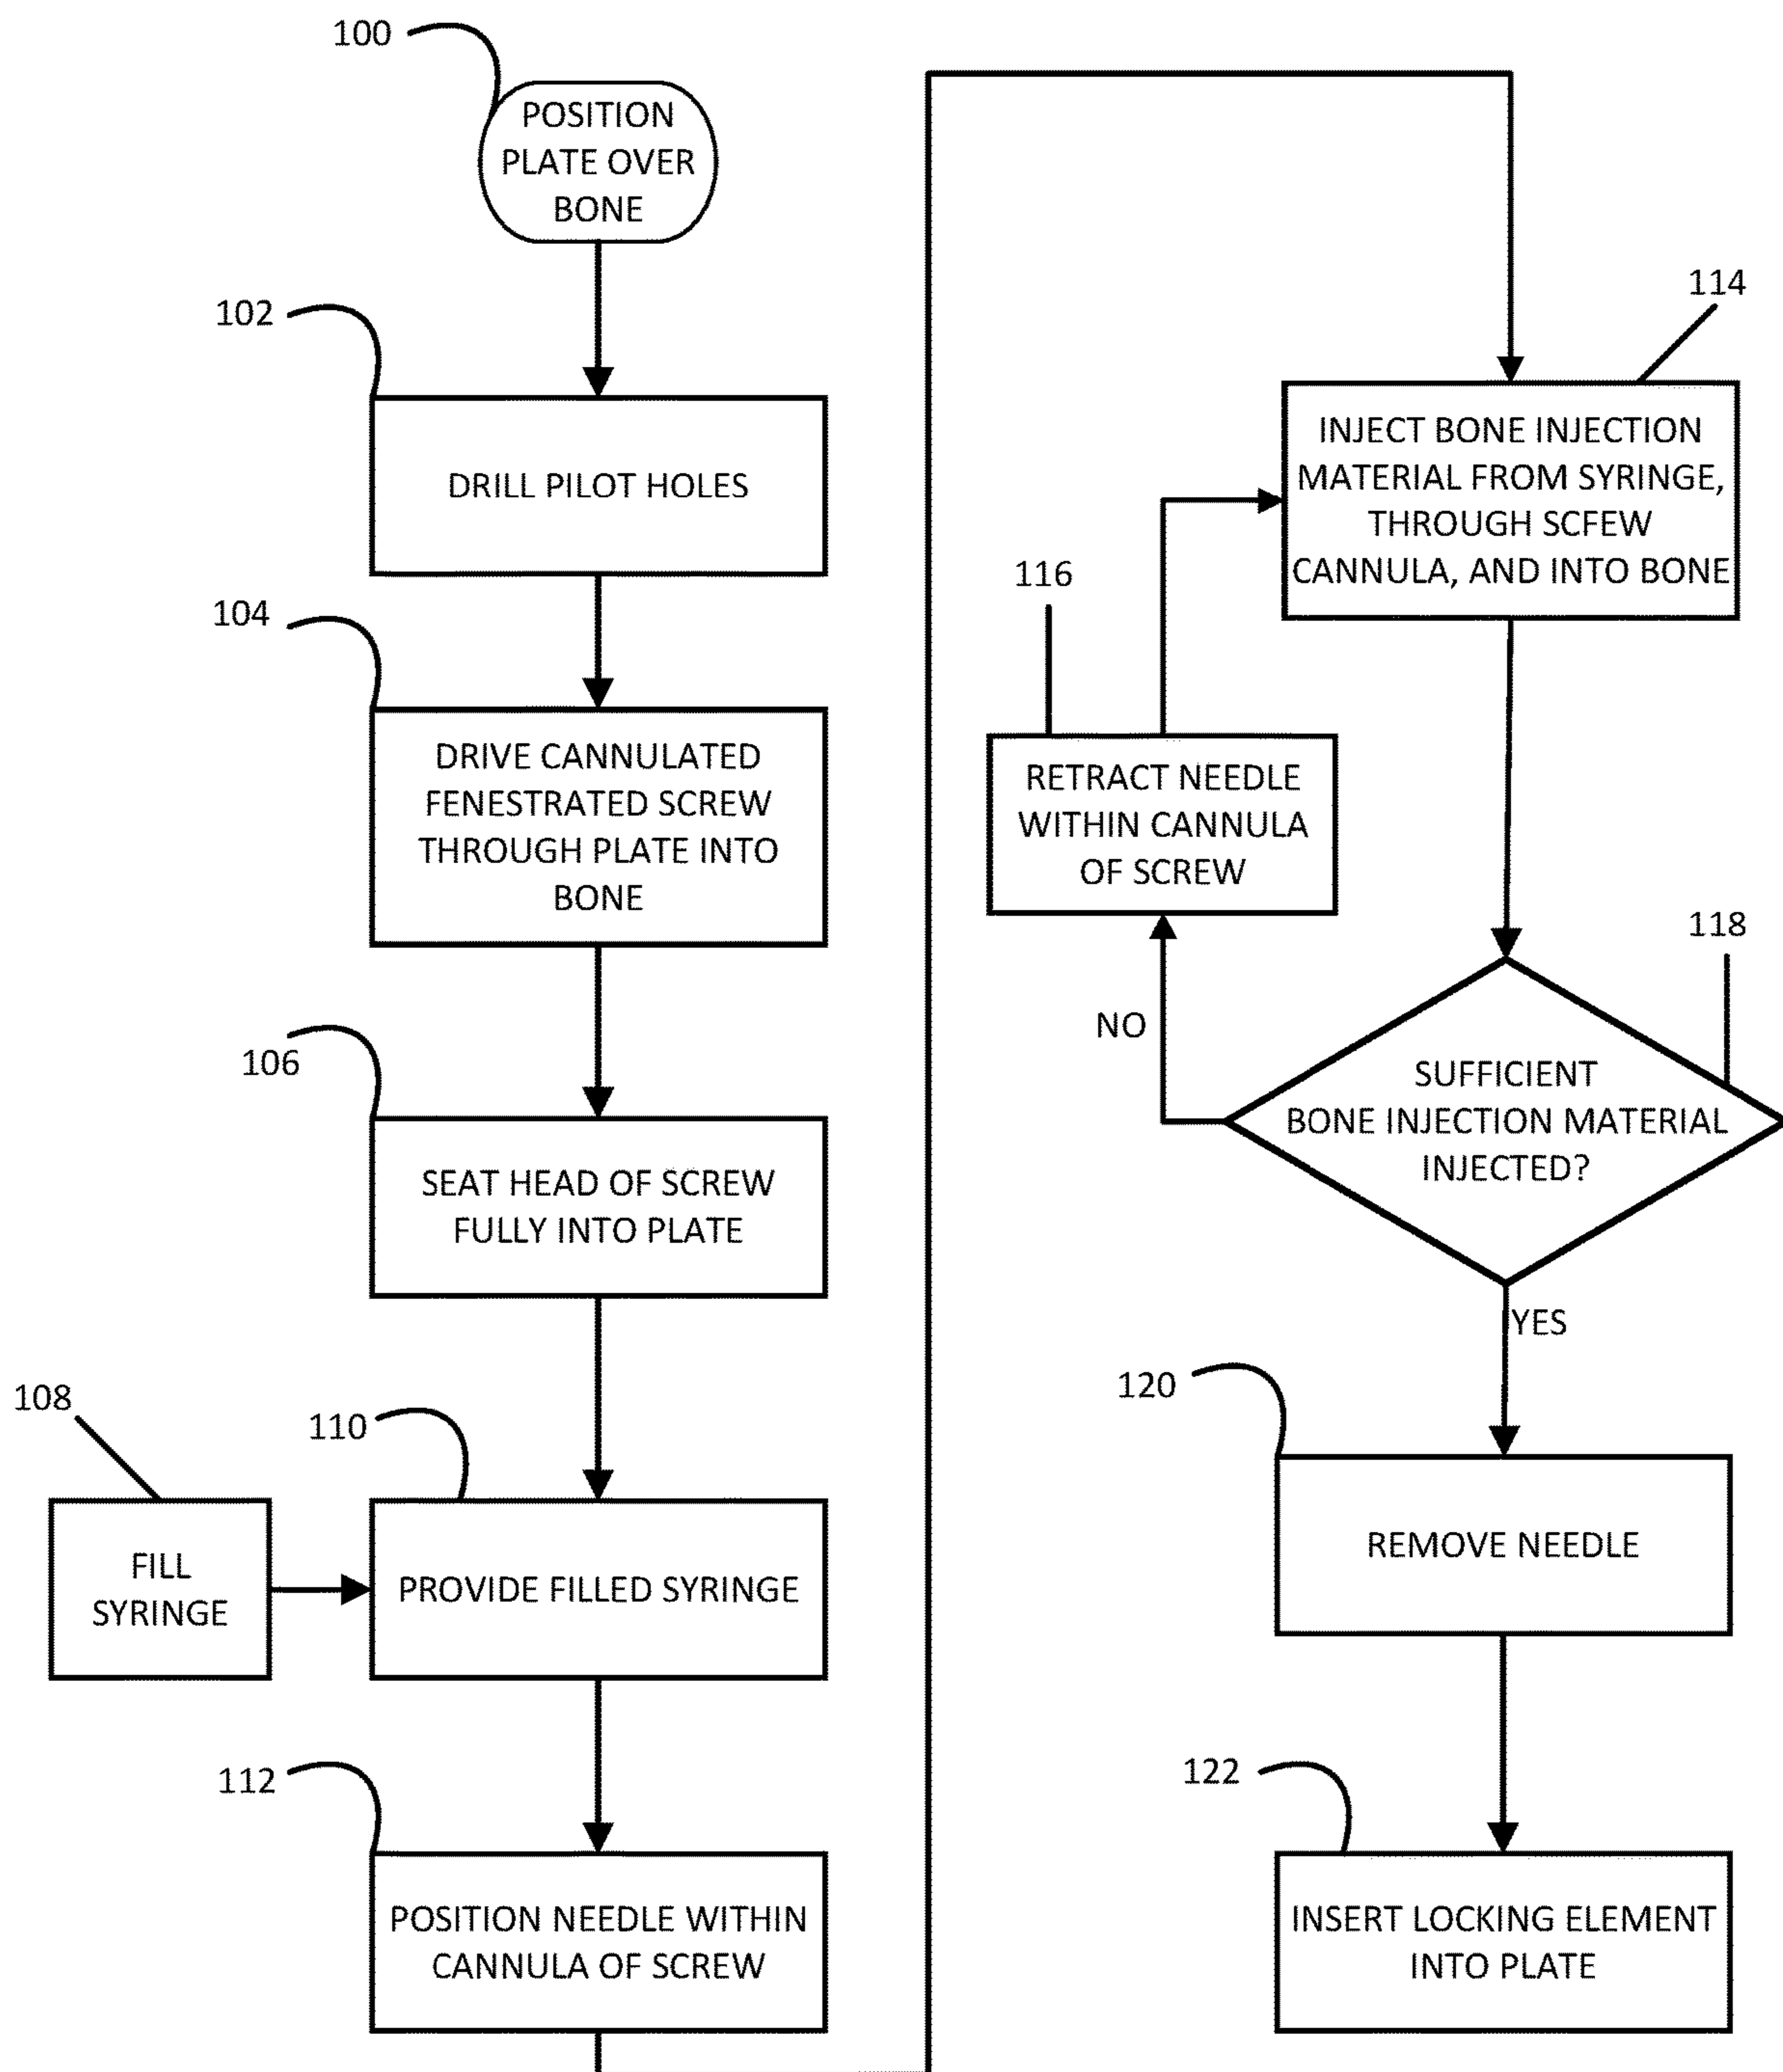 100
POSITION
PLATE OVER
BONE
102
DRILL PILOT HOLES
104
DRIVE CANNULATED
FENESTRATED SCREW
THROUGH PLATE INTO
BONE
106
SEAT HEAD OF SCREW
FULLY INTO PLATE
108
FILL
SYRINGE
110
PROVIDE FILLED SYRINGE
112
POSITION NEEDLE WITHIN
CANNULA OF SCREW
114
INJECT BONE INJECTION
MATERIAL FROM SYRINGE,
THROUGH SCFEW
CANNULA, AND INTO BONE
116
RETRACT NEEDLE
WITHIN CANNULA
OF SCREW
118
NO
SUFFICIENT
BONE INJECTION MATERIAL
INJECTED?
YES
120
REMOVE NEEDLE
122
INSERT LOCKING ELEMENT
INTO PLATE